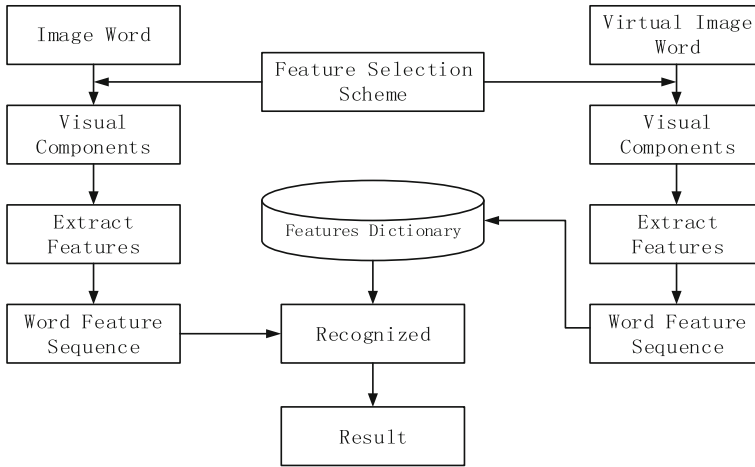 Image Word
Virtual Image
Word
Feature Selection
Scheme
Visual
Components
Visual
Components
Extract
Features
Features Dictionary
Extract
Features
Word Feature
Sequence
Recognized
Word Feature
Sequence
Result